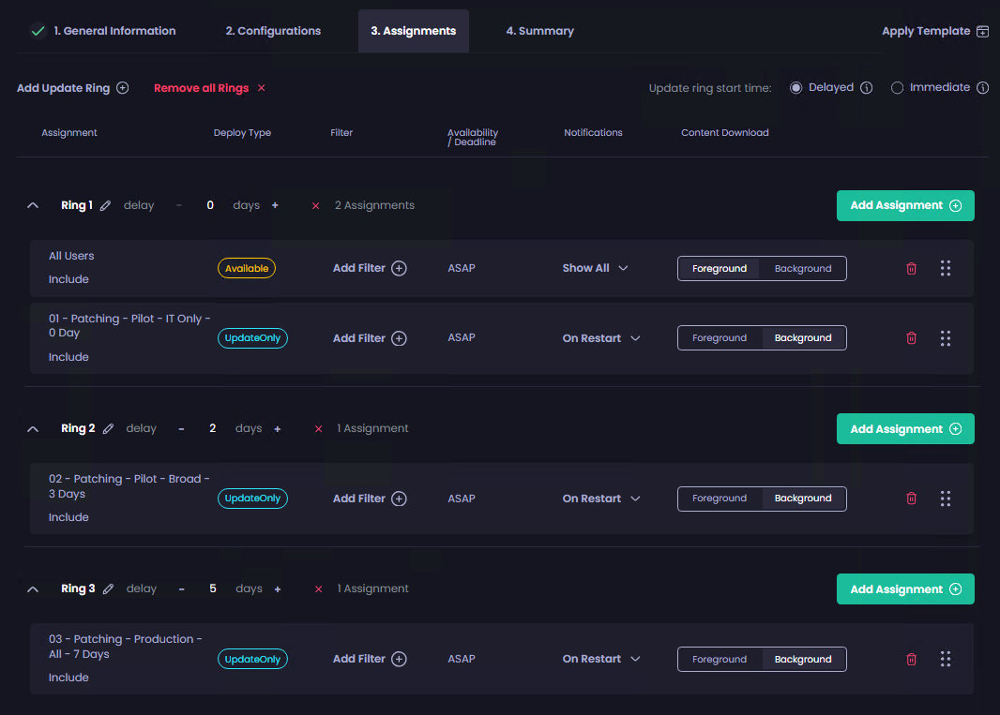 1. General Information 2. Configurations 3. Assignments 4. Summary Apply Template
Add Update Ring Remove all Rings × Update ring start time: Delayed Immediate
Assignment Deploy Type Filter Availability / Deadline Notifications Content Download
Ring 1 delay - 0 days + × 2 Assignments Add Assignment
All Users
Include
Available Add Filter ASAP Show All Foreground Background
01 - Patching - Pilot - IT Only -
0 Day
Include
UpdateOnly Add Filter ASAP On Restart Foreground Background
Ring 2 delay - 2 days + × 1 Assignment Add Assignment
02 - Patching - Pilot - Broad -
3 Days
Include
UpdateOnly Add Filter ASAP On Restart Foreground Background
Ring 3 delay - 5 days + × 1 Assignment Add Assignment
03 - Patching - Production -
All - 7 Days
Include
UpdateOnly Add Filter ASAP On Restart Foreground Background